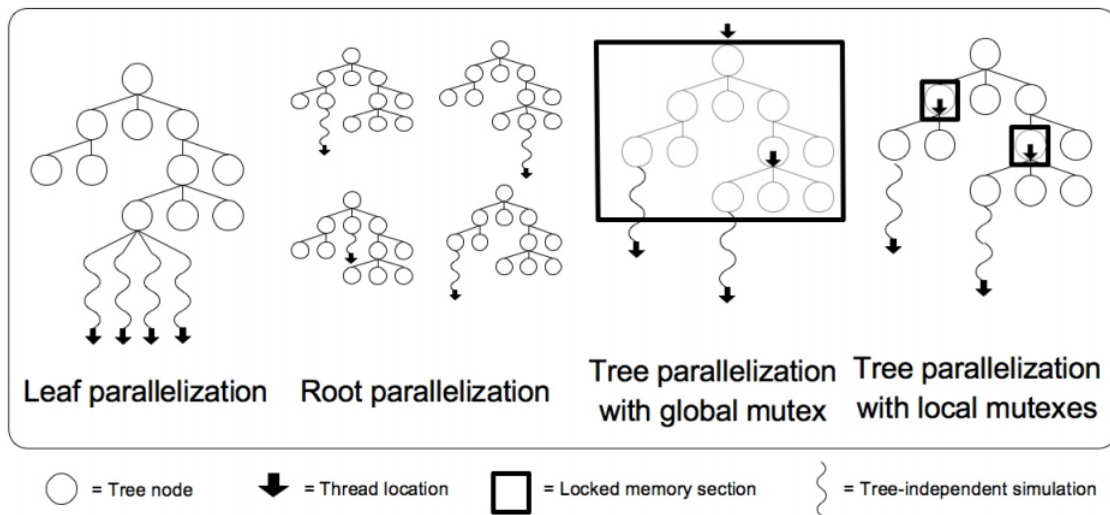 Leaf parallelization
Root parallelization
Tree parallelization
with global mutex
Tree parallelization
with local mutexes
= Tree node
= Thread location
= Locked memory section
= Tree-independent simulation